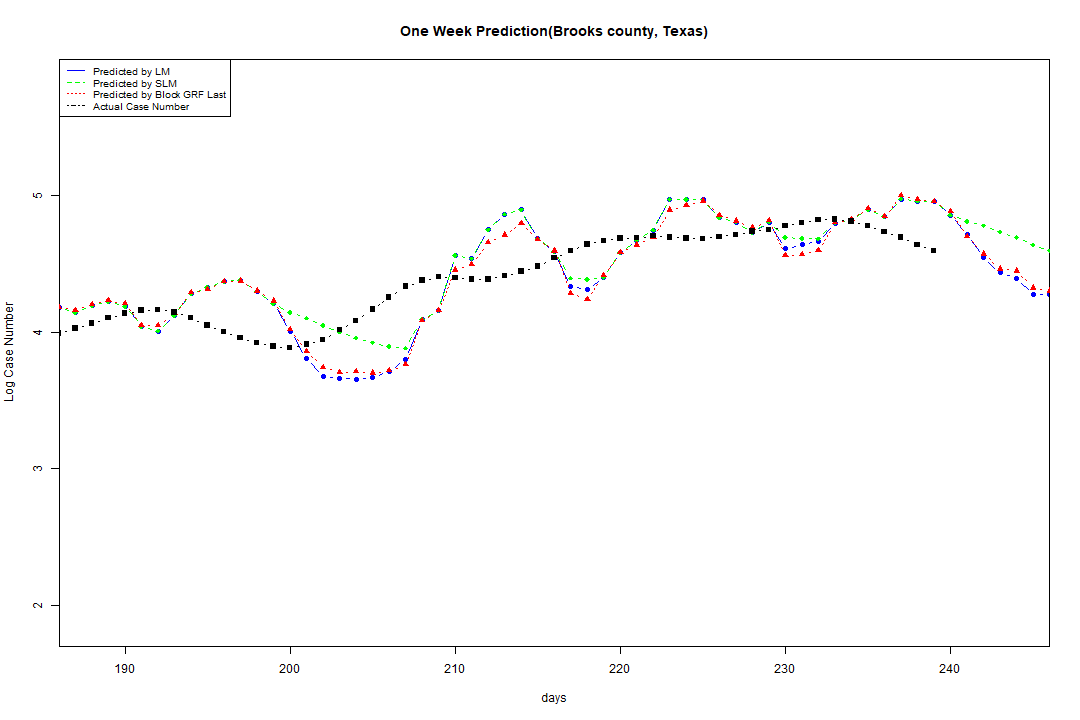 One Week Prediction(Brooks county, Texas)
Predicted by LM
Predicted by SLM
Predicted by Block GRF Last
Actual Case Number
Log Case Number
5
4
3
2
190 200 210 220 230 240
days